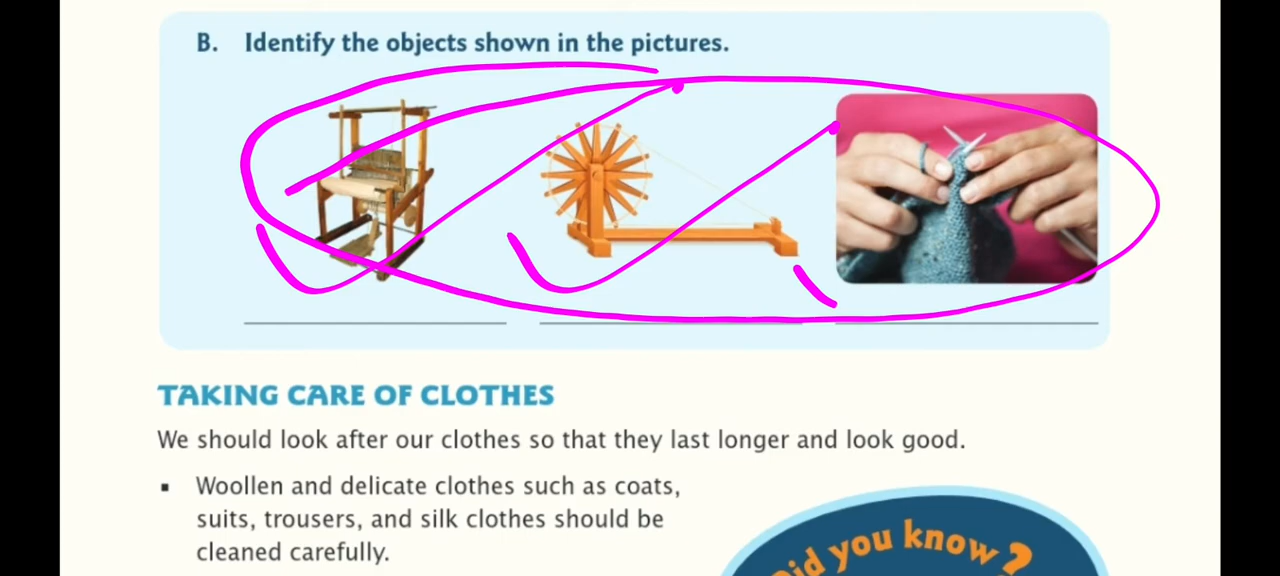 B. Identify the objects shown in the pictures.
TAKING CARE OF CLOTHES
We should look after our clothes so that they last longer and look good.
▪ Woollen and delicate clothes such as coats,
suits, trousers, and silk clothes should be
cleaned carefully.
Did you know?